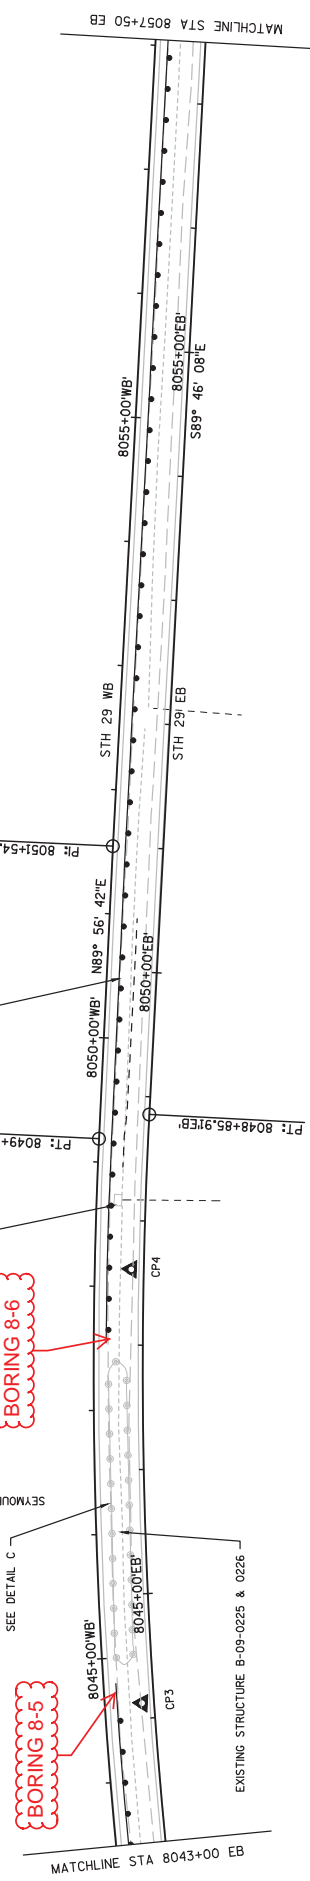 MATCHLINE STA 8057+50 EB
8055+00'EB'
S89° 46' 08"E
8055+00'WB'
STH 29 WB
STH 29 EB
PI: 8051+54.
N89° 56' 42"E
8050+00'EB'
8050+00'WB'
PT: 8048+85.91'EB'
PT: 8049+
CP4
BORING 8-6
SEYMOU
SEE DETAIL C
EXISTING STRUCTURE B-09-0225 & 0226
8045+00'EB'
8045+00'WB'
CP3
BORING 8-5
MATCHLINE STA 8043+00 EB